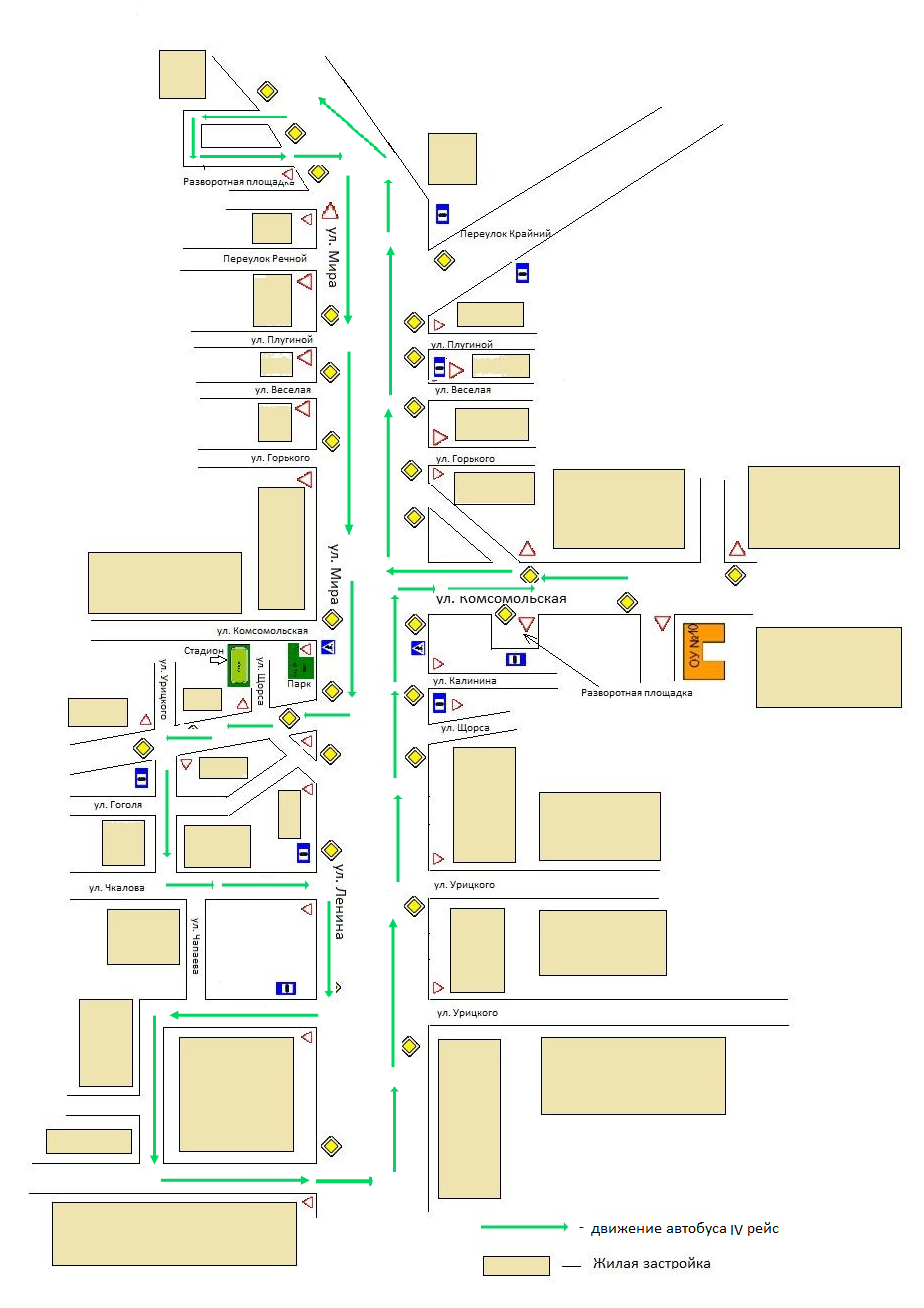 Разворотная площадка
Переулок Крайний
ул. Мира
Переулок Речной
ул. Плугиной
ул. Плугиной
ул. Веселая
ул. Веселая
ул. Горького
ул. Горького
ул. Мира
ул. Комсомольская
ул. Комсомольская
ОУ №10
Стадион
ул. Урицкого
ул. Щорса
Парк
ул. Калинина
Разворотная площадка
ул. Щорса
ул. Гоголя
ул. Чкалова
ул. Ленина
ул. Урицкого
ул. Чапаева
ул. Урицкого
- движение автобуса IV рейс
— Жилая застройка